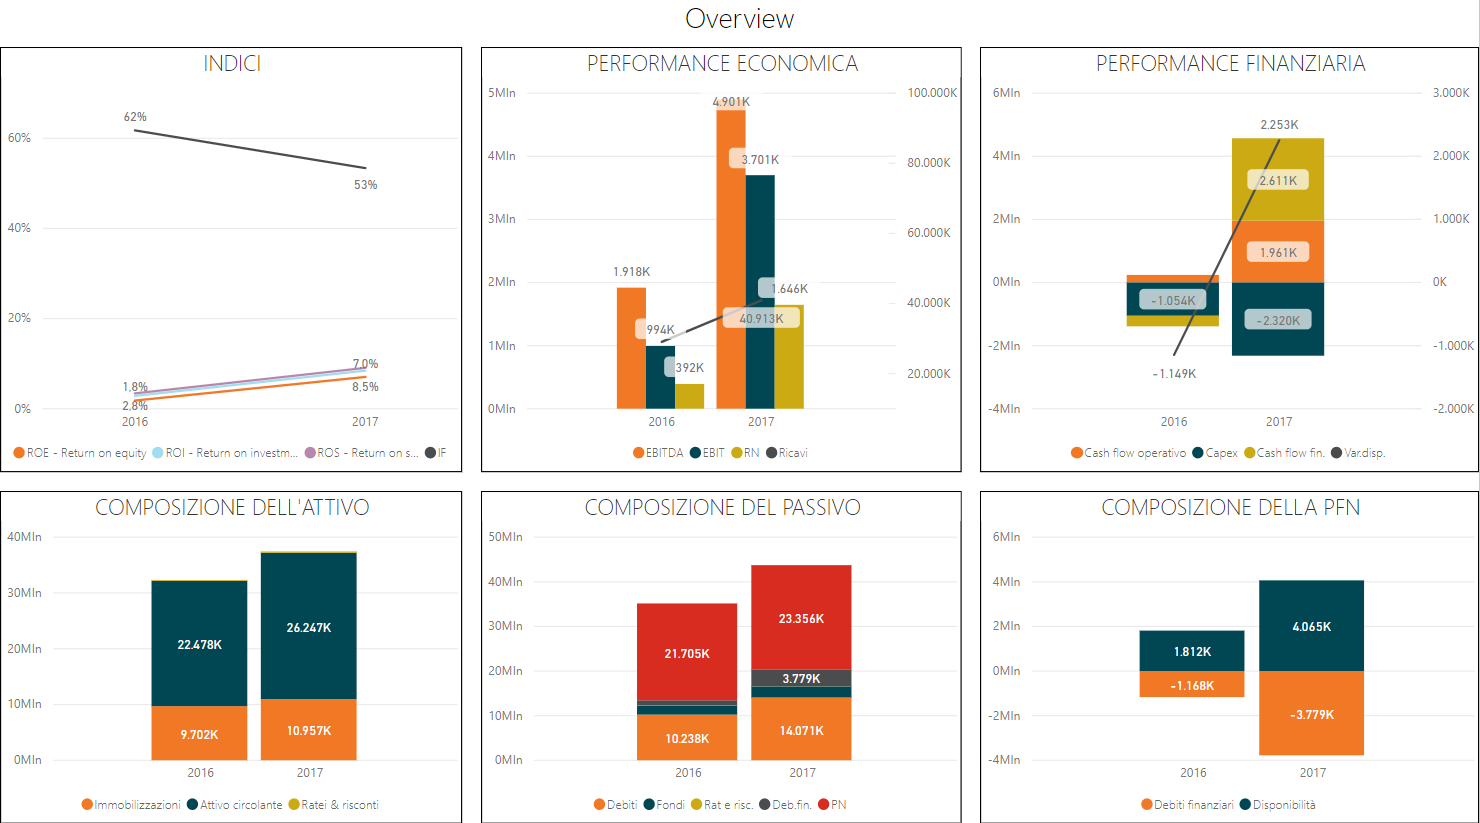 Overview
INDICI
60%
40%
20%
0%
62%
53%
1,8%
2,8%
7,0%
8,5%
2016 2017
ROE - Return on equity ROI - Return on investm... ROS - Return on s... IF
PERFORMANCE ECONOMICA
5Mln
4Mln
3Mln
2Mln
1Mln
0Mln
100.000K
80.000K
60.000K
40.000K
20.000K
1.918K
994K
392K
4.901K
3.701K
1.646K
40.913K
2016 2017
EBITDA EBIT RN Ricavi
PERFORMANCE FINANZIARIA
6Mln
4Mln
2Mln
0Mln
-2Mln
-4Mln
3.000K
2.000K
1.000K
0K
-1.000K
-2.000K
-1.054K
-1.149K
2.253K
2.611K
1.961K
-2.320K
2016 2017
Cash flow operativo Capex Cash flow fin. Var.disp.
COMPOSIZIONE DELL'ATTIVO
40Mln
30Mln
20Mln
10Mln
0Mln
22.478K
9.702K
26.247K
10.957K
2016 2017
Immobilizzazioni Attivo circolante Ratei & risconti
COMPOSIZIONE DEL PASSIVO
50Mln
40Mln
30Mln
20Mln
10Mln
0Mln
21.705K
10.238K
23.356K
3.779K
14.071K
2016 2017
Debiti Fondi Rat e risc. Deb.fin. PN
COMPOSIZIONE DELLA PFN
6Mln
4Mln
2Mln
0Mln
-2Mln
-4Mln
1.812K
-1.168K
4.065K
-3.779K
2016 2017
Debiti finanziari Disponibilità